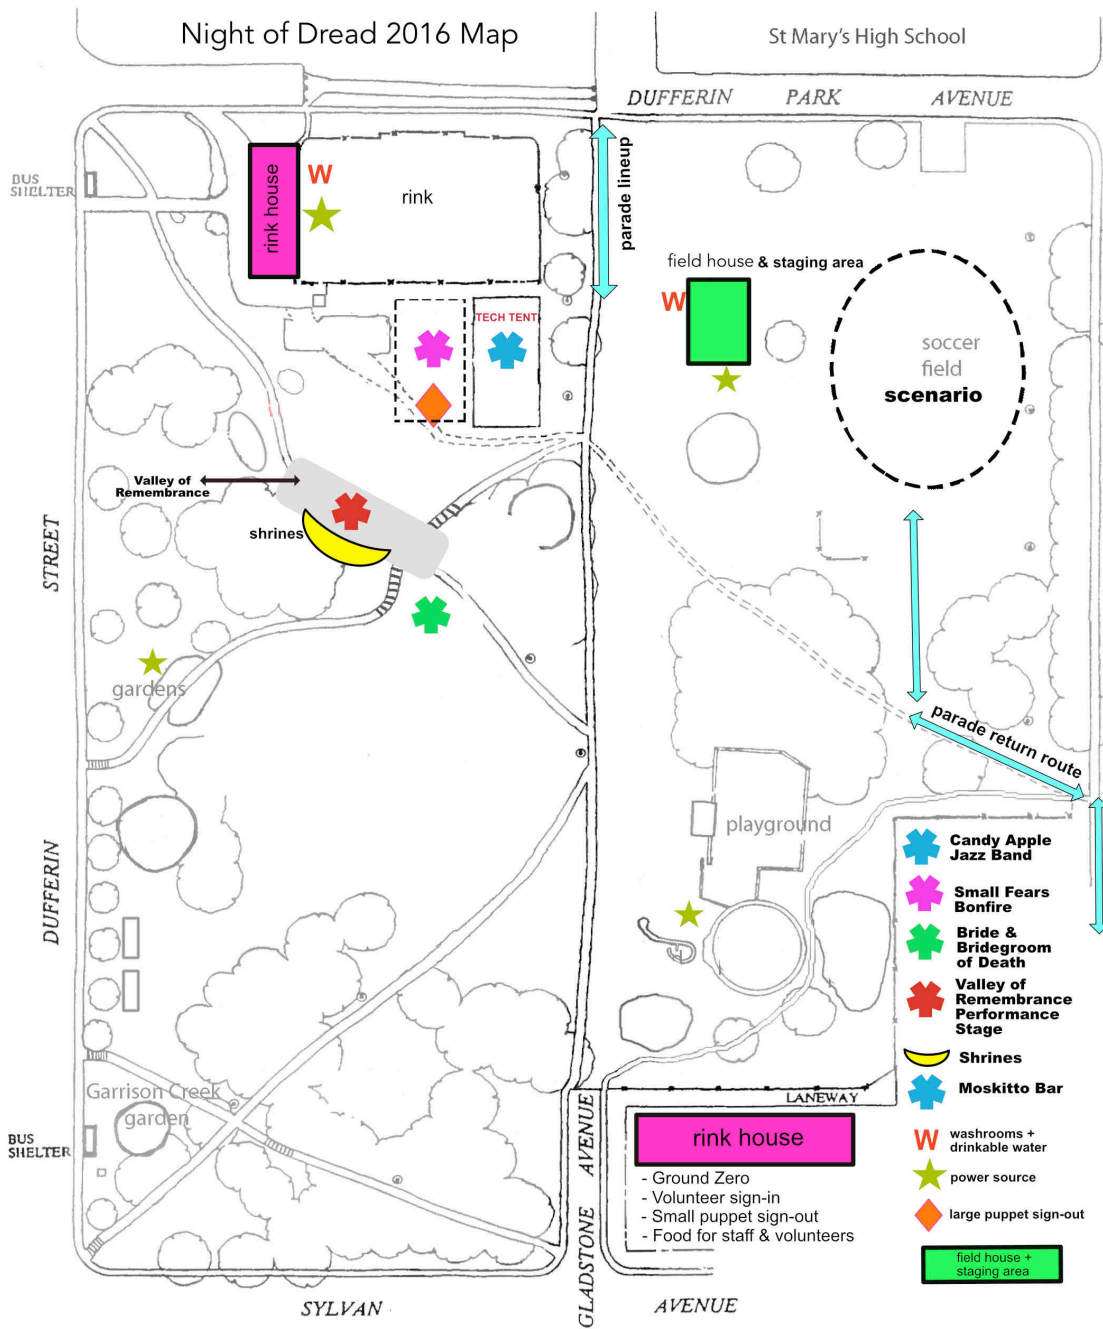 Night of Dread 2016 Map
St Mary's High School
DUFFERIN PARK AVENUE
BUS
SHELTER
rink house
W
rink
parade lineup
field house & staging area
W
TECH TENT
soccer
field
scenario
Valley of
Remembrance
shrines
STREET
gardens
parade return route
playground
DUFFERIN
Candy Apple
Jazz Band
Small Fears
Bonfire
Bride &
Bridegroom
of Death
Valley of
Remembrance
Performance
Stage
Shrines
Moskitto Bar
W
washrooms +
drinkable water
power source
large puppet sign-out
field house +
staging area
Garrison Creek
garden
BUS
SHELTER
LANEWAY
rink house
- Ground Zero
- Volunteer sign-in
- Small puppet sign-out
- Food for staff & volunteers
GLADSTONE AVENUE
SYLVAN AVENUE